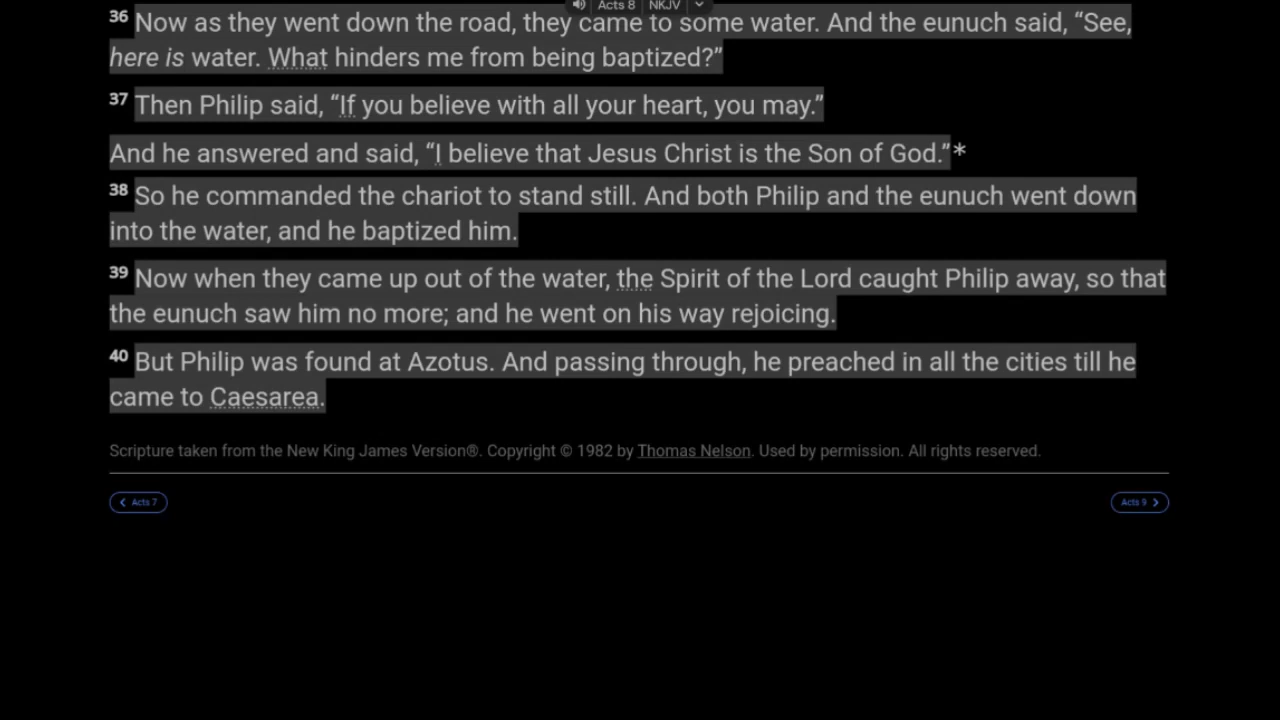 Acts 8 NKJV
36 Now as they went down the road, they came to some water. And the eunuch said, “See,
here is water. What hinders me from being baptized?”
37 Then Philip said, “If you believe with all your heart, you may.”
And he answered and said, “I believe that Jesus Christ is the Son of God.”*
38 So he commanded the chariot to stand still. And both Philip and the eunuch went down
into the water, and he baptized him.
39 Now when they came up out of the water, the Spirit of the Lord caught Philip away, so that
the eunuch saw him no more; and he went on his way rejoicing.
40 But Philip was found at Azotus. And passing through, he preached in all the cities till he
came to Caesarea.
Scripture taken from the New King James Version®. Copyright © 1982 by Thomas Nelson. Used by permission. All rights reserved.
Acts 7
Acts 9